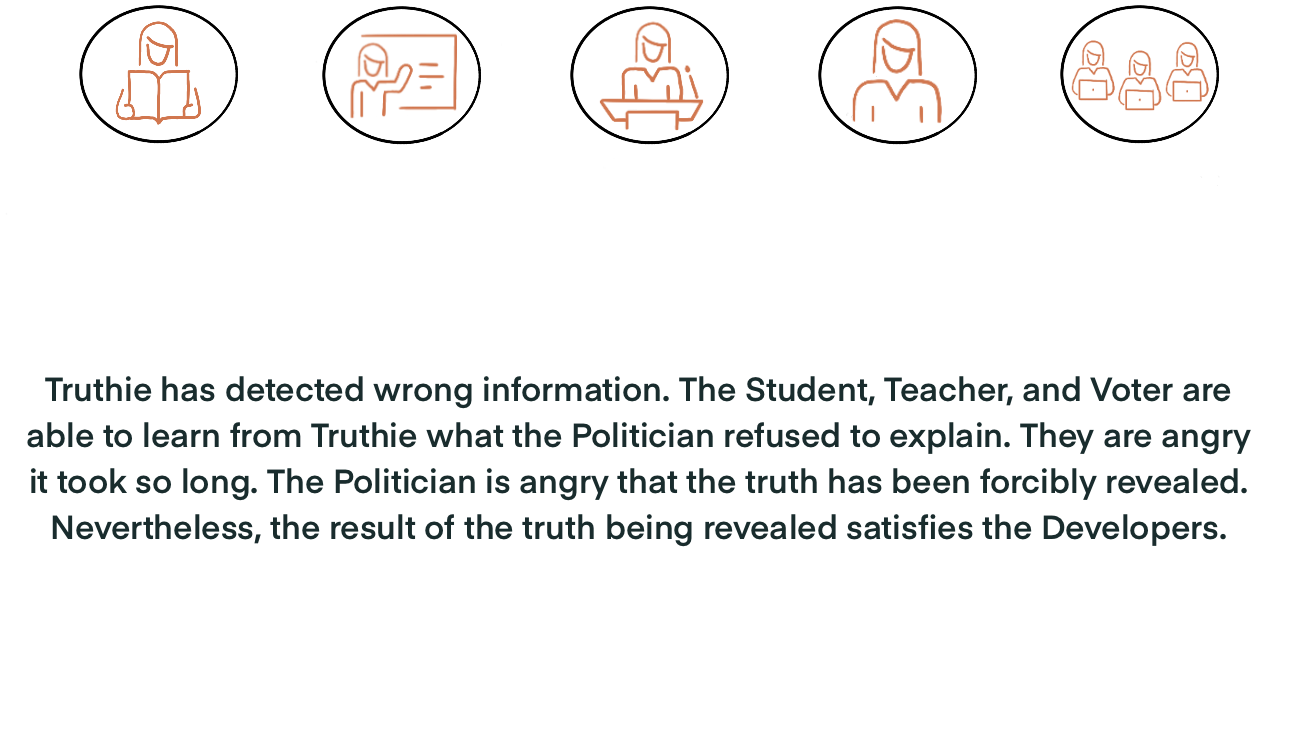 Truthie has detected wrong information. The Student, Teacher, and Voter are
able to learn from Truthie what the Politician refused to explain. They are angry
it took so long. The Politician is angry that the truth has been forcibly revealed.
Nevertheless, the result of the truth being revealed satisfies the Developers.